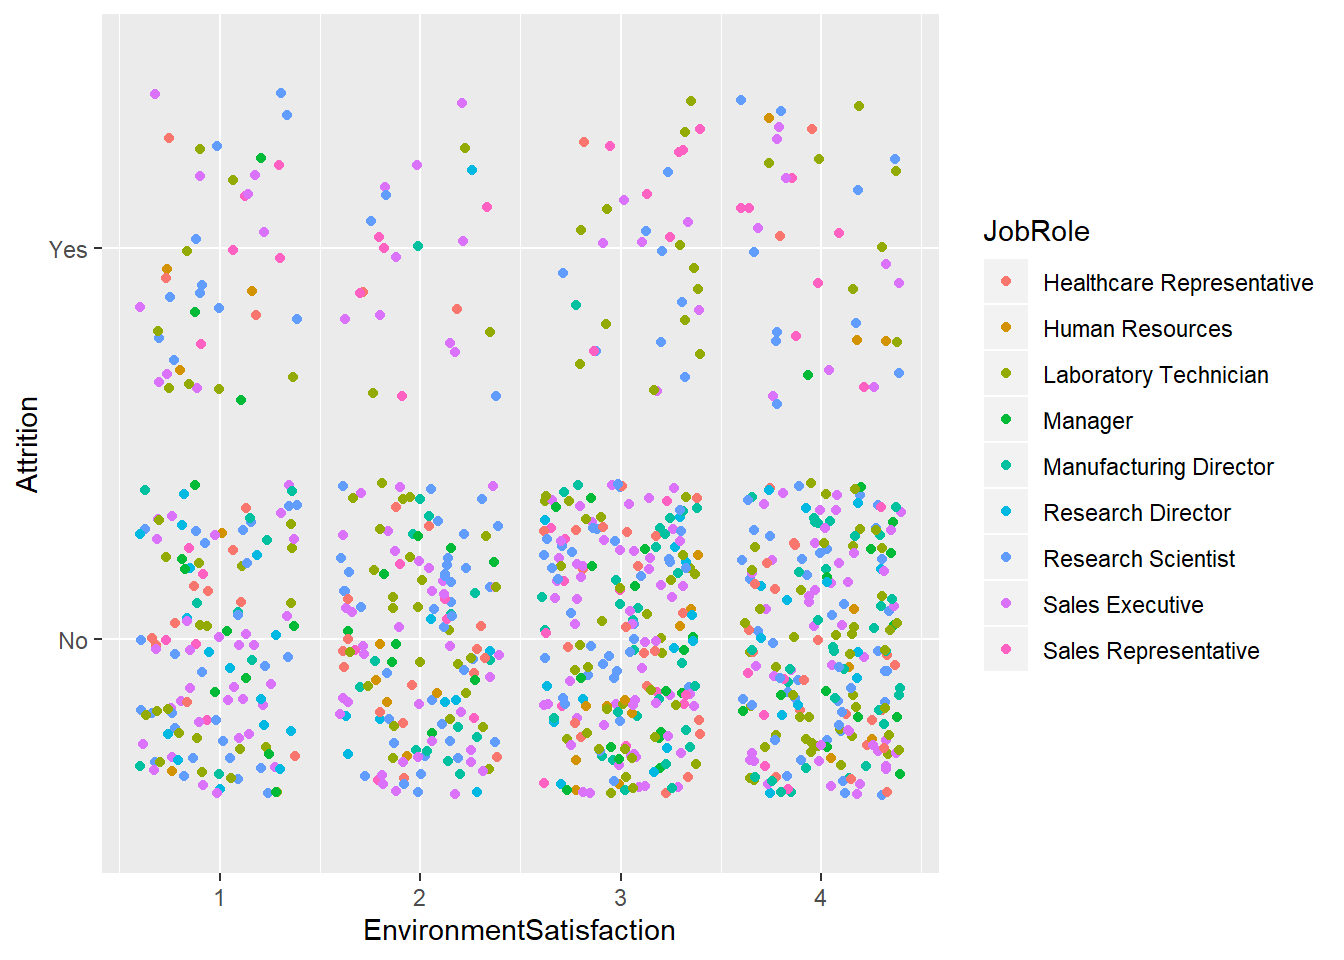 Yes
No
Attrition
1
2
3
4
EnvironmentSatisfaction
JobRole
Healthcare Representative
Human Resources
Laboratory Technician
Manager
Manufacturing Director
Research Director
Research Scientist
Sales Executive
Sales Representative